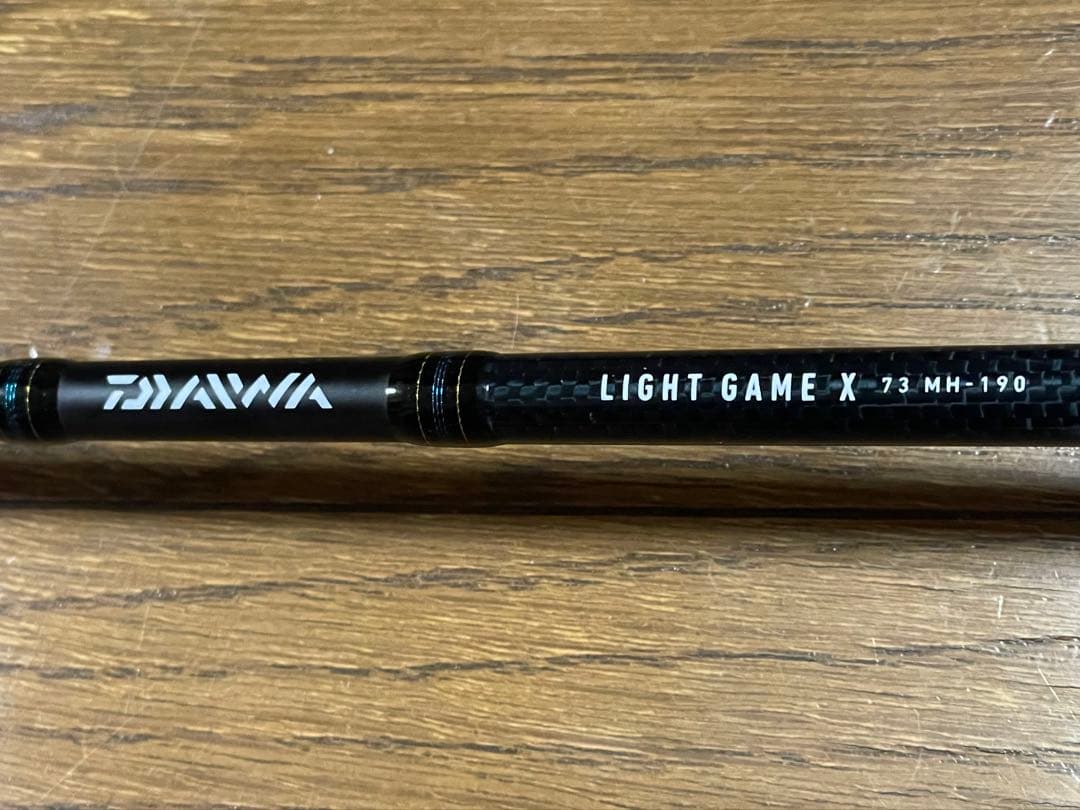 DAIWA LIGHT GAME X 73 MH-190